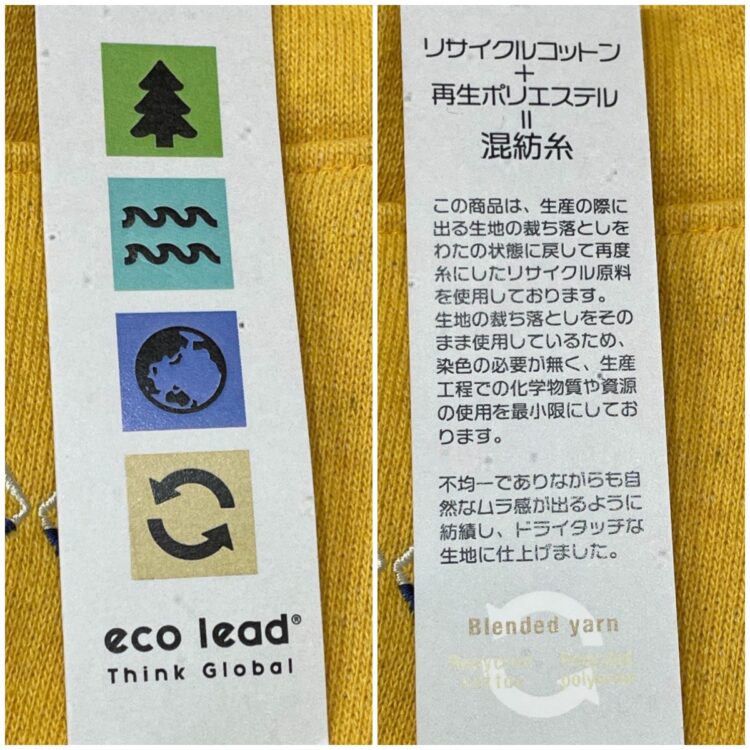 eco lead®
Think Global
リサイクルコットン
+
再生ポリエステル
=
混紡糸
この商品は、生産の際に
出る生地の裁ち落としを
わたの状態に戻して再度
糸にしたリサイクル原料
を使用しております。
生地の裁ち落としをその
まま使用しているため、
染色の必要が無く、生産
工程での化学物質や資源
の使用を最小限にしてお
ります。
不均一でありながらも自
然なムラ感が出るように
紡績し、ドライタッチな
生地に仕上げました。
Blended yarn